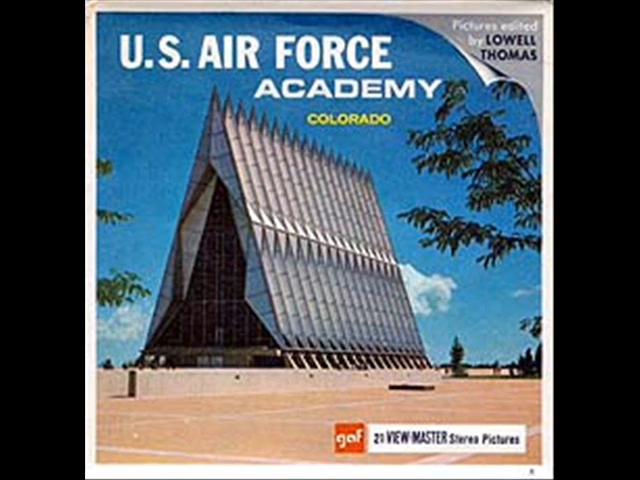 U.S. AIR FORCE
ACADEMY
COLORADO
Pictures edited
by LOWELL
THOMAS
gaf
21 VIEW-MASTER Stereo Pictures
A